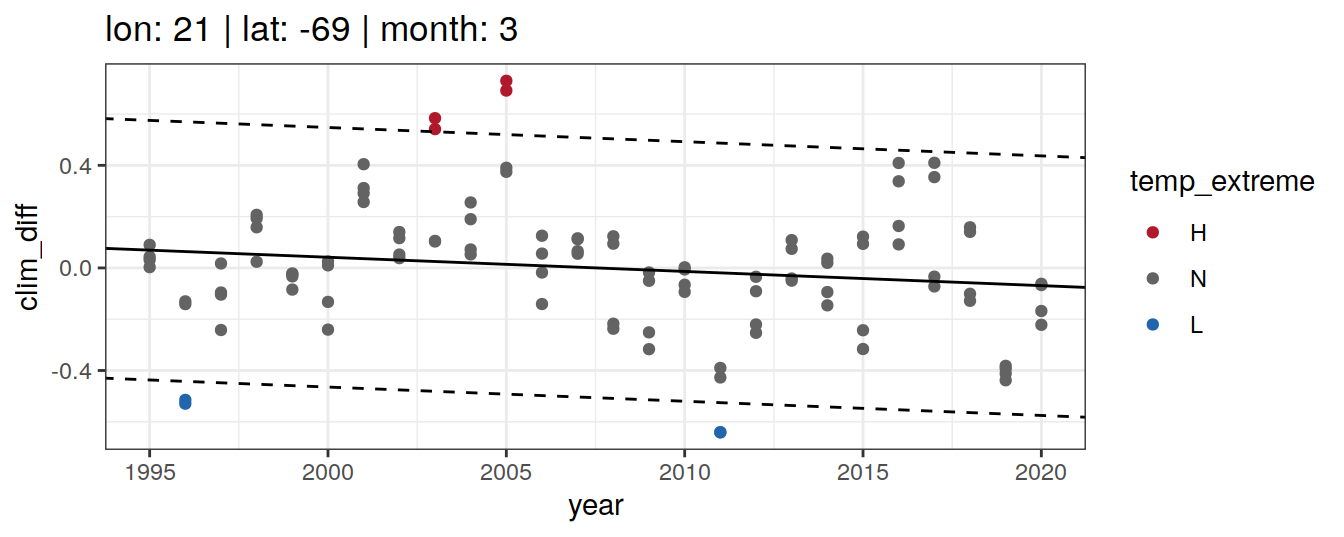 lon: 21 | lat: -69 | month: 3
clim_diff
0.4
0.0
-0.4
1995 2000 2005 2010 2015 2020
year
temp_extreme
H
N
L